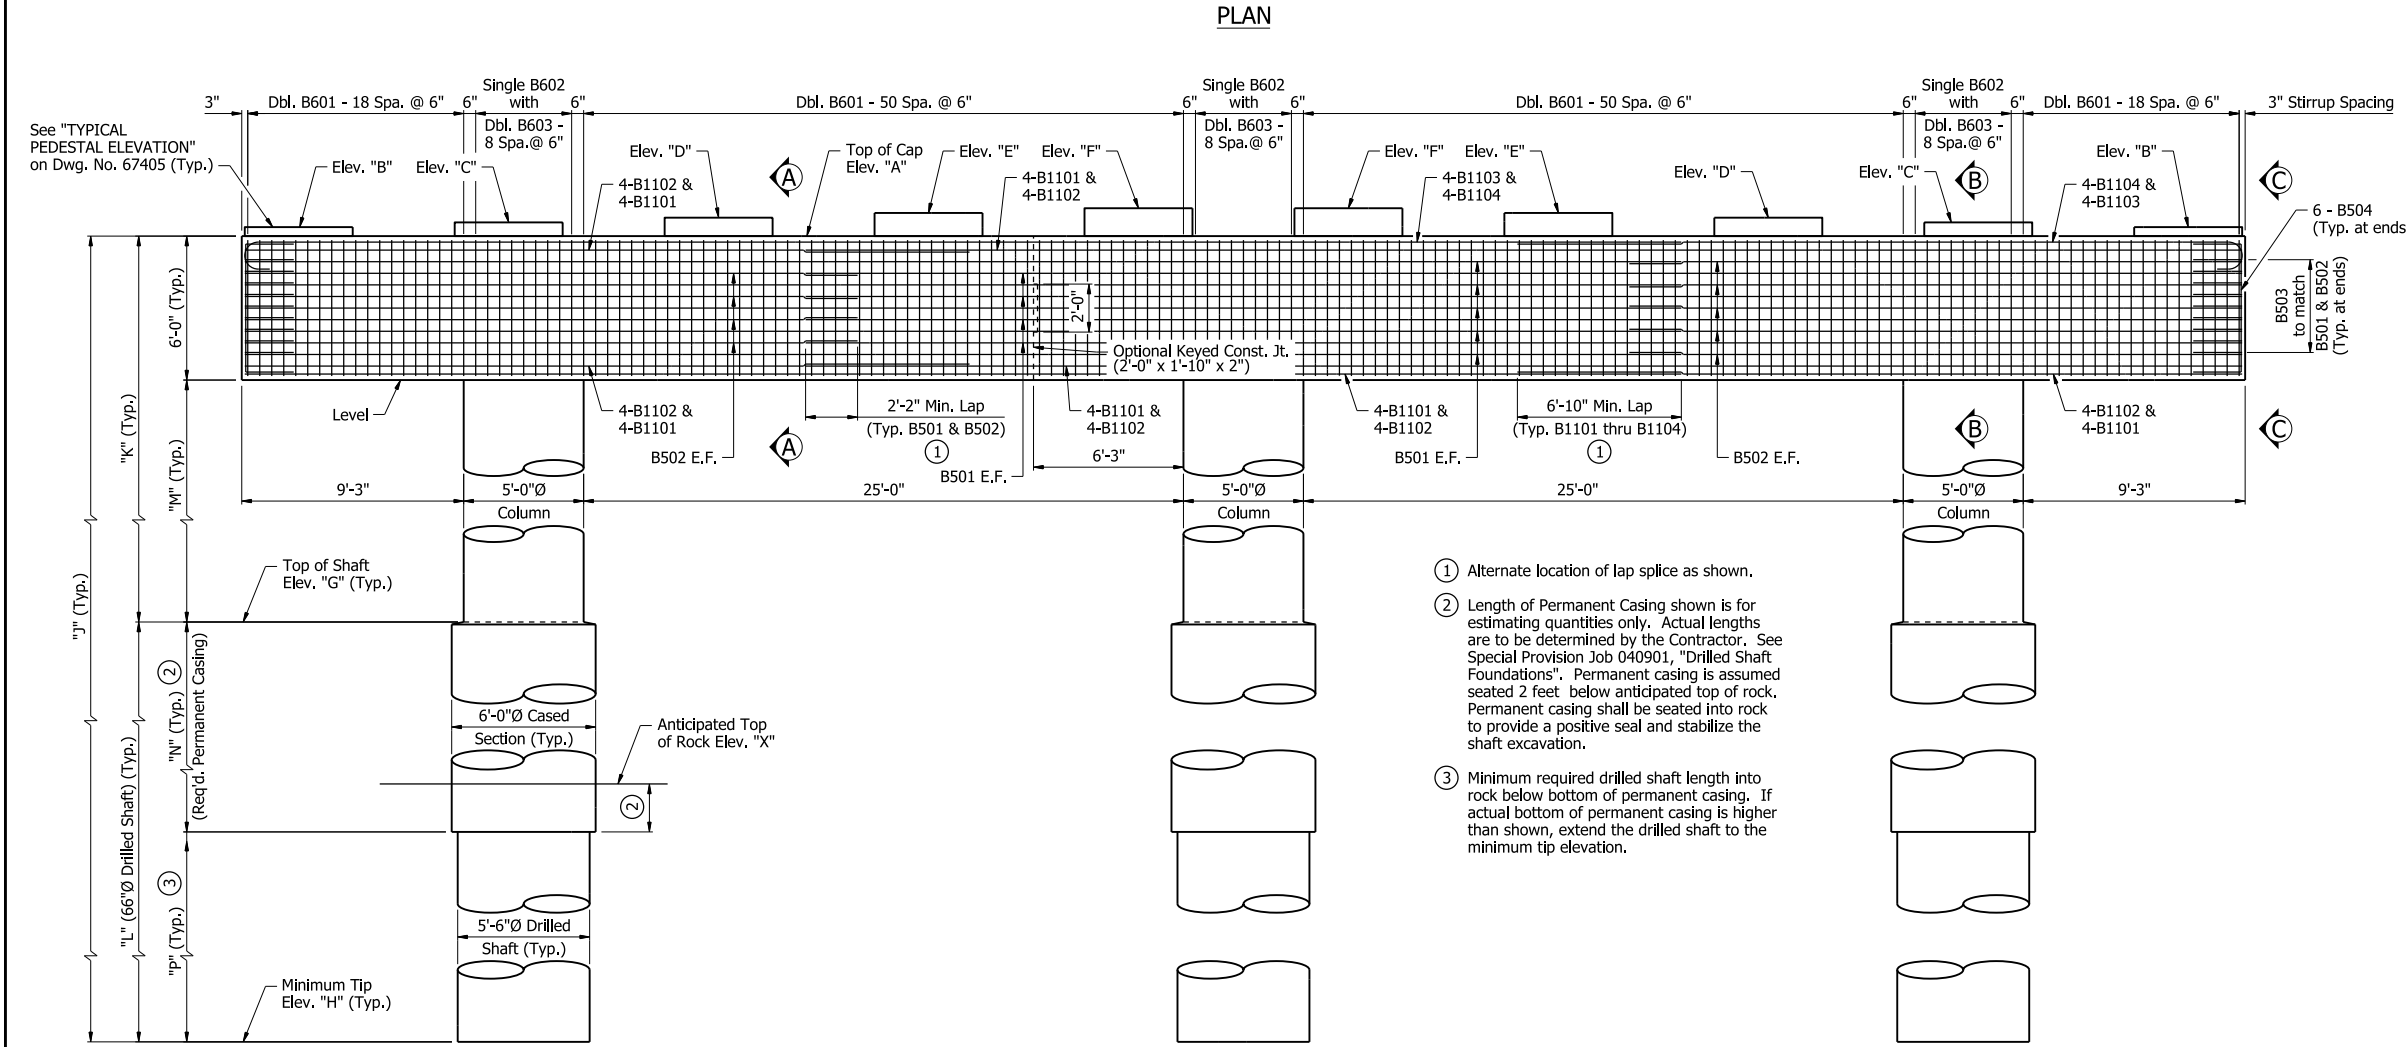 PLAN
3"
Dbl. B601 - 18 Spa. @ 6"
6"
Single B602
with
Dbl. B603 -
8 Spa.@ 6"
6"
Dbl. B601 - 50 Spa. @ 6"
6"
Single B602
with
Dbl. B603 -
8 Spa.@ 6"
6"
Dbl. B601 - 50 Spa. @ 6"
6"
Single B602
with
Dbl. B603 -
8 Spa.@ 6"
6"
Dbl. B601 - 18 Spa. @ 6"
3" Stirrup Spacing
See "TYPICAL
PEDESTAL ELEVATION"
on Dwg. No. 67405 (Typ.)
Elev. "B"
Elev. "C"
4-B1102 &
4-B1101
Elev. "D"
A
Top of Cap
Elev. "A"
Elev. "E"
Elev. "F"
4-B1101 &
4-B1102
Elev. "F"
Elev. "E"
4-B1103 &
4-B1104
Elev. "D"
Elev. "C"
B
4-B1104 &
4-B1103
Elev. "B"
C
6 - B504
(Typ. at ends
B503
to match
B501 & B502
(Typ. at ends)
6'-0" (Typ.)
2'-0"
Optional Keyed Const. Jt.
(2'-0" x 1'-10" x 2")
Level
4-B1102 &
4-B1101
B502 E.F.
A
2'-2" Min. Lap
(Typ. B501 & B502)
1
B501 E.F.
4-B1101 &
4-B1102
6'-3"
4-B1101 &
4-B1102
B501 E.F.
6'-10" Min. Lap
(Typ. B1101 thru B1104)
1
B502 E.F.
B
4-B1102 &
4-B1101
C
"K" (Typ.)
"M" (Typ.)
9'-3"
5'-0"Ø
Column
25'-0"
5'-0"Ø
Column
25'-0"
5'-0"Ø
Column
9'-3"
"J" (Typ.)
Top of Shaft
Elev. "G" (Typ.)
"L" (66"Ø Drilled Shaft) (Typ.)
"N" (Typ.) 2
(Req'd. Permanent Casing)
6'-0"Ø Cased
Section (Typ.)
Anticipated Top
of Rock Elev. "X"
2
"P" (Typ.) 3
5'-6"Ø Drilled
Shaft (Typ.)
Minimum Tip
Elev. "H" (Typ.)
1 Alternate location of lap splice as shown.
2 Length of Permanent Casing shown is for
estimating quantities only. Actual lengths
are to be determined by the Contractor. See
Special Provision Job 040901, "Drilled Shaft
Foundations". Permanent casing is assumed
seated 2 feet below anticipated top of rock.
Permanent casing shall be seated into rock
to provide a positive seal and stabilize the
shaft excavation.
3 Minimum required drilled shaft length into
rock below bottom of permanent casing. If
actual bottom of permanent casing is higher
than shown, extend the drilled shaft to the
minimum tip elevation.